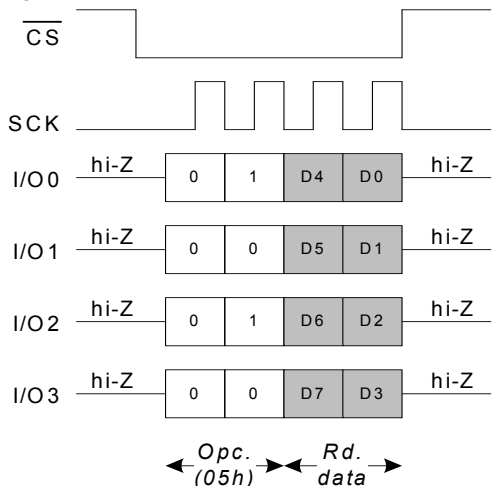 CS
SCK
hi-Z 0 1 D4 D0 hi-Z
I/O0
hi-Z 0 0 D5 D1 hi-Z
I/O1
hi-Z 0 1 D6 D2 hi-Z
I/O2
hi-Z 0 0 D7 D3 hi-Z
I/O3
Opc. Rd.
(05h) data